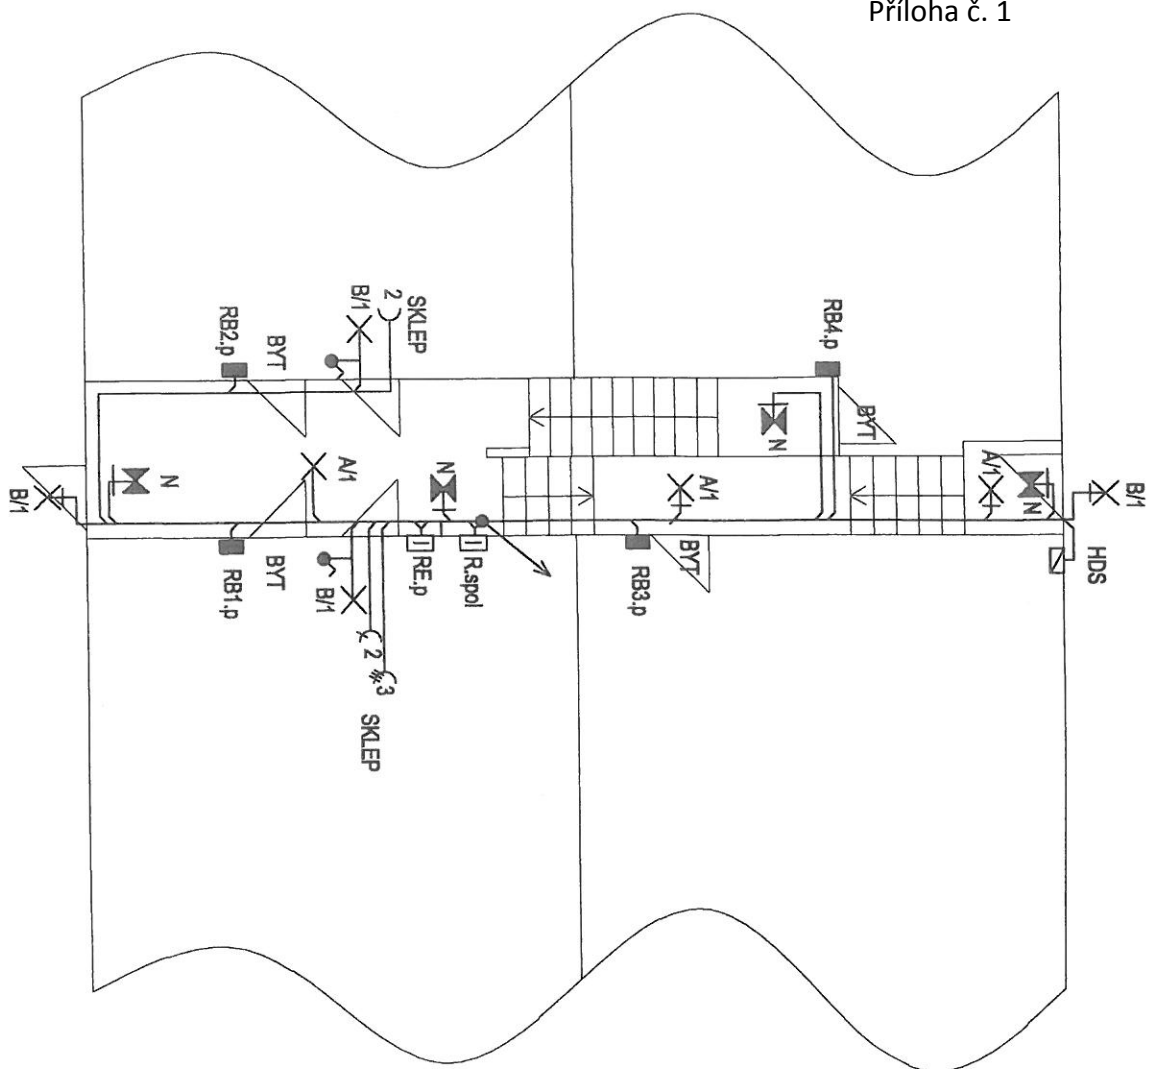 Příloha č. 1
SKLEP
2
B/1
RB2.p
BYT
RB4.p
BYT
N
N
A/1
N
A/1
A/1
N
B/1
B/1
RB1.p
BYT
B/1
RE.p
R.spol
RB3.p
BYT
HDS
2
3
SKLEP